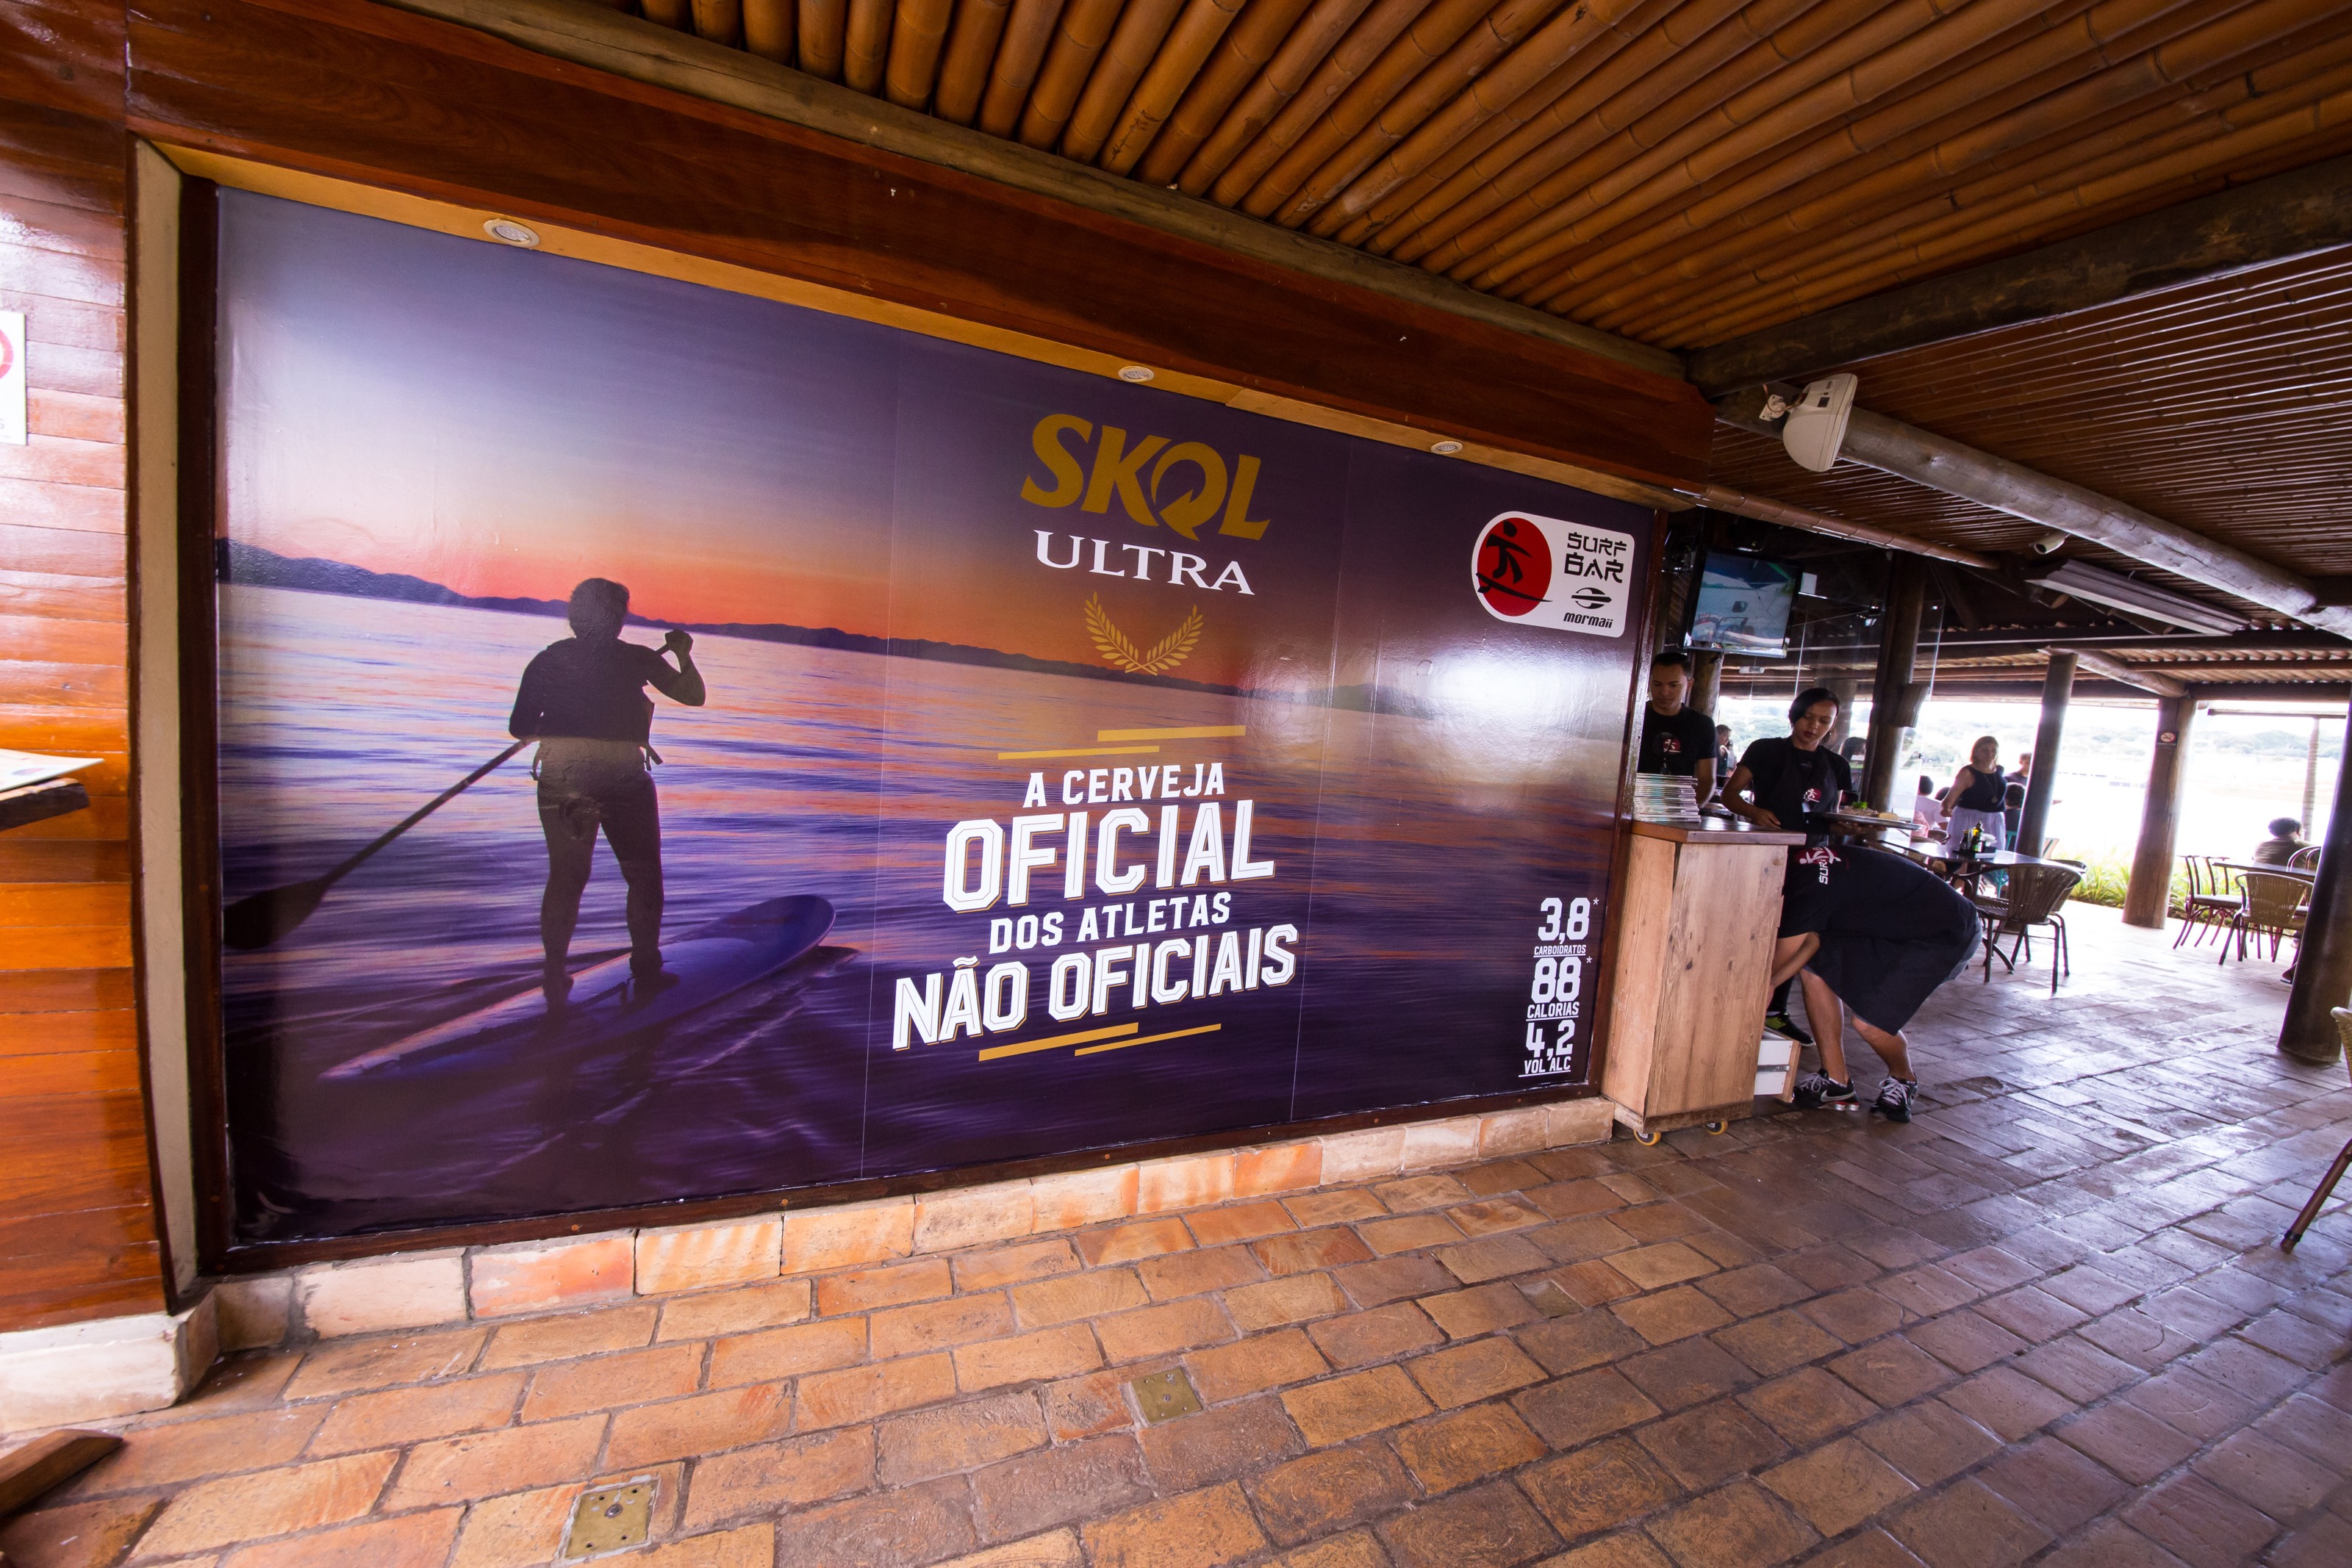 SKOL
ULTRA
A CERVEJA
OFICIAL
DOS ATLETAS
NÃO OFICIAIS
SURF
BAR
mormaii
3,8*
CARBOIDRATOS
88*
CALORIAS
4,2
VOL ALC
SURF